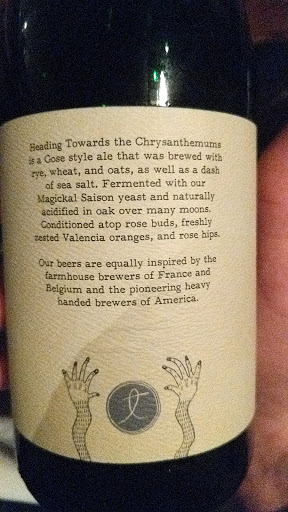 Heading Towards the Chrysanthemums
is a Gose style ale that was brewed with
rye, wheat, and oats, as well as a dash
of sea salt. Fermented with our
Magickal Saison yeast and naturally
acidified in oak over many moons.
Conditioned atop rose buds, freshly
zested Valencia oranges, and rose hips.
Our beers are equally inspired by the
farmhouse brewers of France and
Belgium and the pioneering heavy
handed brewers of America.